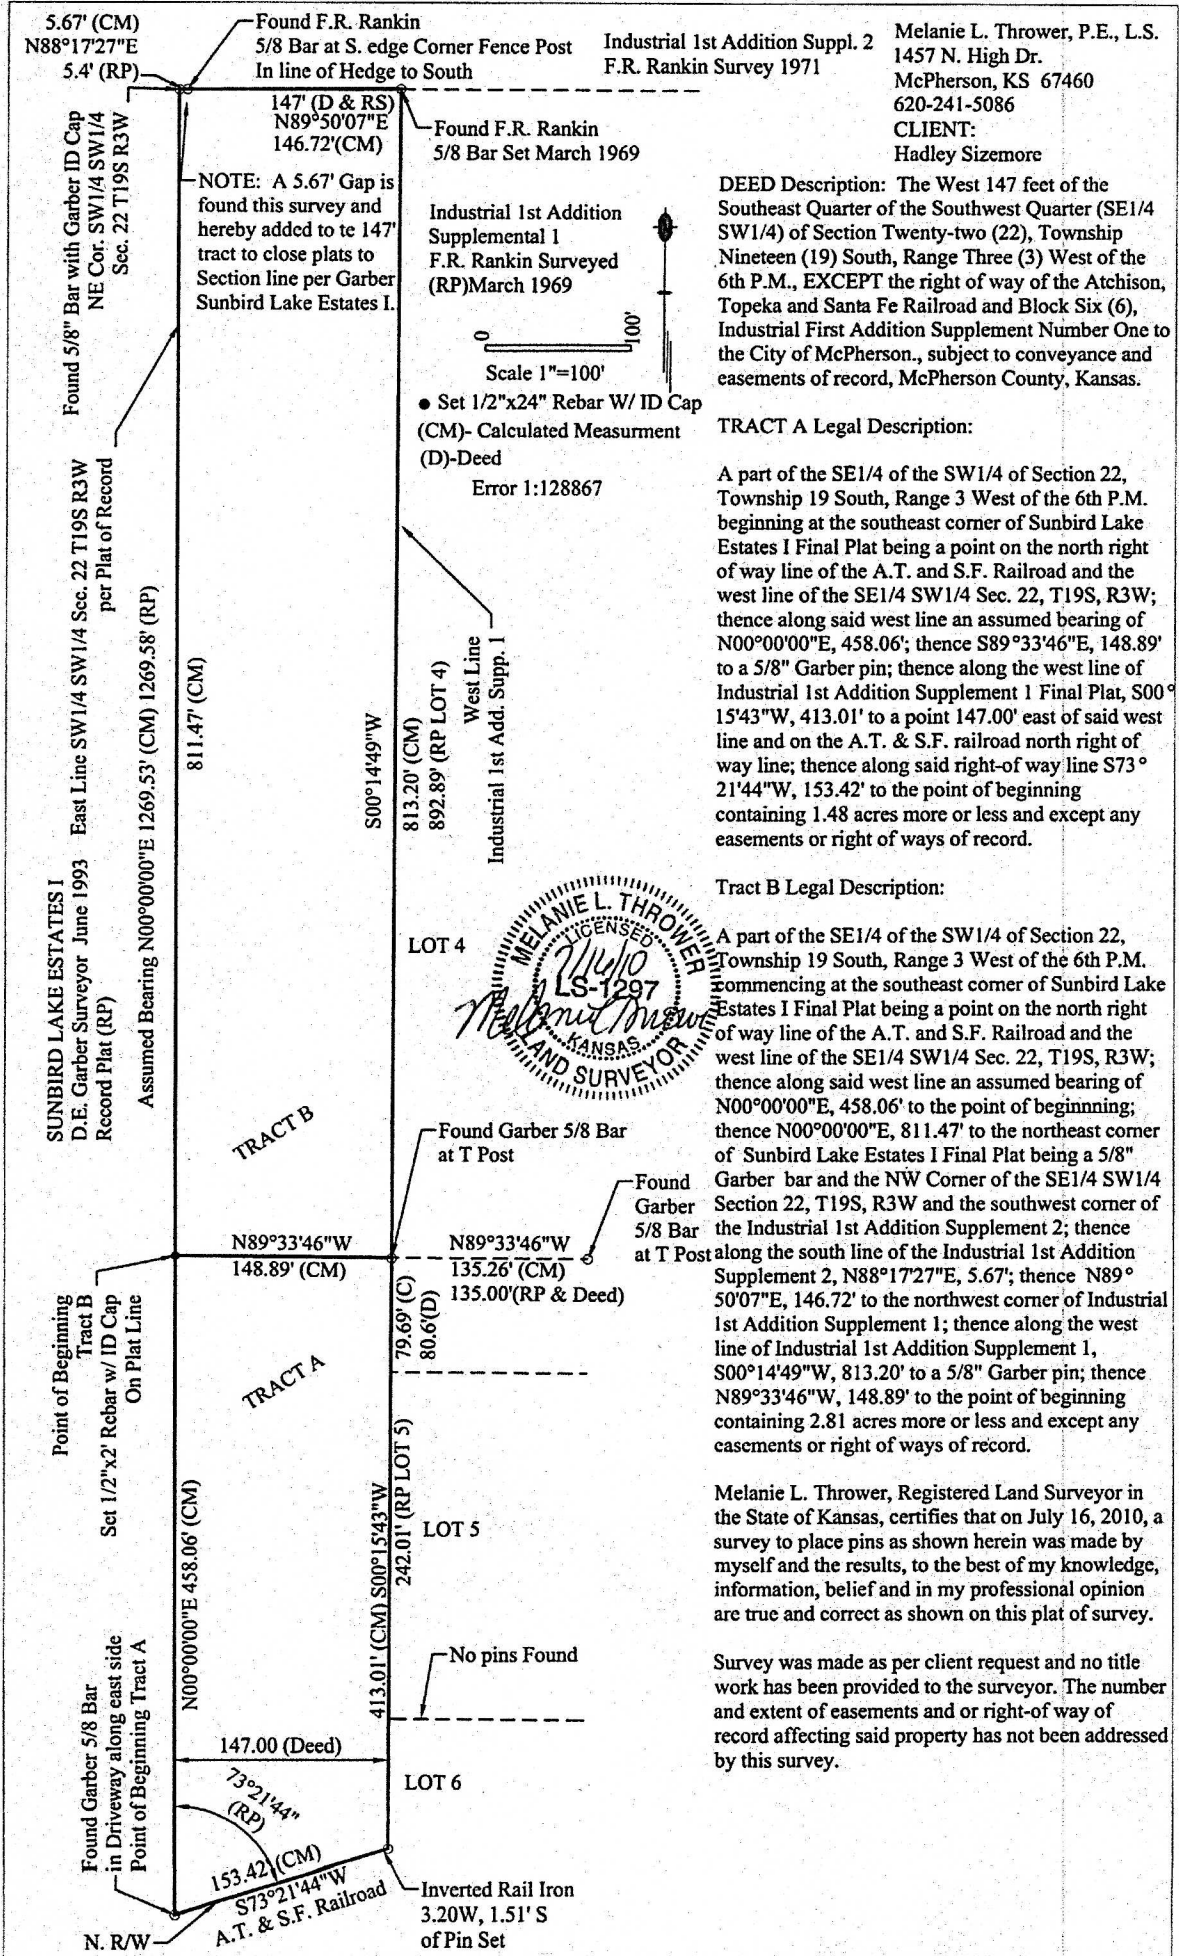 5.67' (CM)
N88°17'27"E
5.4' (RP)
Found F.R. Rankin
5/8 Bar at S. edge Corner Fence Post
In line of Hedge to South
Industrial 1st Addition Suppl. 2
F.R. Rankin Survey 1971
Melanie L. Thrower, P.E., L.S.
1457 N. High Dr.
McPherson, KS 67460
620-241-5086
CLIENT:
Hadley Sizemore
147' (D & RS)
N89°50'07"E
146.72'(CM)
Found F.R. Rankin
5/8 Bar Set March 1969
Found 5/8" Bar with Garber ID Cap
NE Cor. SW1/4 SW1/4
Sec. 22 T19S R3W
NOTE: A 5.67' Gap is
found this survey and
hereby added to te 147'
tract to close plats to
Section line per Garber
Sunbird Lake Estates I.
Industrial 1st Addition
Supplemental 1
F.R. Rankin Surveyed
(RP)March 1969
0
100'
Scale 1"=100'
● Set 1/2"x24" Rebar W/ ID Cap
(CM)- Calculated Measurment
(D)-Deed
Error 1:128867
DEED Description: The West 147 feet of the
Southeast Quarter of the Southwest Quarter (SE1/4
SW1/4) of Section Twenty-two (22), Township
Nineteen (19) South, Range Three (3) West of the
6th P.M., EXCEPT the right of way of the Atchison,
Topeka and Santa Fe Railroad and Block Six (6),
Industrial First Addition Supplement Number One to
the City of McPherson., subject to conveyance and
easements of record, McPherson County, Kansas.
TRACT A Legal Description:
A part of the SE1/4 of the SW1/4 of Section 22,
Township 19 South, Range 3 West of the 6th P.M.
beginning at the southeast corner of Sunbird Lake
Estates I Final Plat being a point on the north right
of way line of the A.T. and S.F. Railroad and the
west line of the SE1/4 SW1/4 Sec. 22, T19S, R3W;
thence along said west line an assumed bearing of
N00°00'00"E, 458.06'; thence S89°33'46"E, 148.89'
to a 5/8" Garber pin; thence along the west line of
Industrial 1st Addition Supplement 1 Final Plat, S00°
15'43"W, 413.01' to a point 147.00' east of said west
line and on the A.T. & S.F. railroad north right of
way line; thence along said right-of way line S73°
21'44"W, 153.42' to the point of beginning
containing 1.48 acres more or less and except any
easements or right of ways of record.
Tract B Legal Description:
A part of the SE1/4 of the SW1/4 of Section 22,
Township 19 South, Range 3 West of the 6th P.M.
commencing at the southeast corner of Sunbird Lake
Estates I Final Plat being a point on the north right
of way line of the A.T. and S.F. Railroad and the
west line of the SE1/4 SW1/4 Sec. 22, T19S, R3W;
thence along said west line an assumed bearing of
N00°00'00"E, 458.06' to the point of beginnning;
thence N00°00'00"E, 811.47' to the northeast corner
of Sunbird Lake Estates I Final Plat being a 5/8"
Garber bar and the NW Corner of the SE1/4 SW1/4
Section 22, T19S, R3W and the southwest corner of
the Industrial 1st Addition Supplement 2; thence
along the south line of the Industrial 1st Addition
Supplement 2, N88°17'27"E, 5.67'; thence N89°
50'07"E, 146.72' to the northwest corner of Industrial
1st Addition Supplement 1; thence along the west
line of Industrial 1st Addition Supplement 1,
S00°14'49"W, 813.20' to a 5/8" Garber pin; thence
N89°33'46"W, 148.89' to the point of beginning
containing 2.81 acres more or less and except any
easements or right of ways of record.
Melanie L. Thrower, Registered Land Surveyor in
the State of Kansas, certifies that on July 16, 2010, a
survey to place pins as shown herein was made by
myself and the results, to the best of my knowledge,
information, belief and in my professional opinion
are true and correct as shown on this plat of survey.
Survey was made as per client request and no title
work has been provided to the surveyor. The number
and extent of easements and or right-of way of
record affecting said property has not been addressed
by this survey.
East Line SW1/4 SW1/4 Sec. 22 T19S R3W
per Plat of Record
SUNBIRD LAKE ESTATES I
D.E. Garber Surveyor June 1993
Record Plat (RP)
Assumed Bearing N00°00'00"E 1269.53' (CM) 1269.58' (RP)
811.47' (CM)
S00°14'49"W
813.20' (CM)
892.89' (RP LOT 4)
West Line
Industrial 1st Add. Supp. 1
LOT 4
MELANIE L. THROWER
LICENSED
7/16/10
LS-1297
Melanie Thrower
KANSAS
LAND SURVEYOR
TRACT B
Found Garber 5/8 Bar
at T Post
Found
Garber
5/8 Bar
at T Post
N89°33'46"W
148.89' (CM)
N89°33'46"W
135.26' (CM)
135.00'(RP & Deed)
79.69' (C)
80.6'(D)
Point of Beginning
Tract B
Set 1/2"x2' Rebar w/ ID Cap
On Plat Line
TRACT A
N00°00'00"E 458.06' (CM)
413.01' (CM) S00°15'43"W
242.01' (RP LOT 5)
LOT 5
No pins Found
147.00 (Deed)
LOT 6
73°21'44"
(RP)
Found Garber 5/8 Bar
in Driveway along east side
Point of Beginning Tract A
153.42' (CM)
S73°21'44"W
A.T. & S.F. Railroad
N. R/W
Inverted Rail Iron
3.20W, 1.51' S
of Pin Set